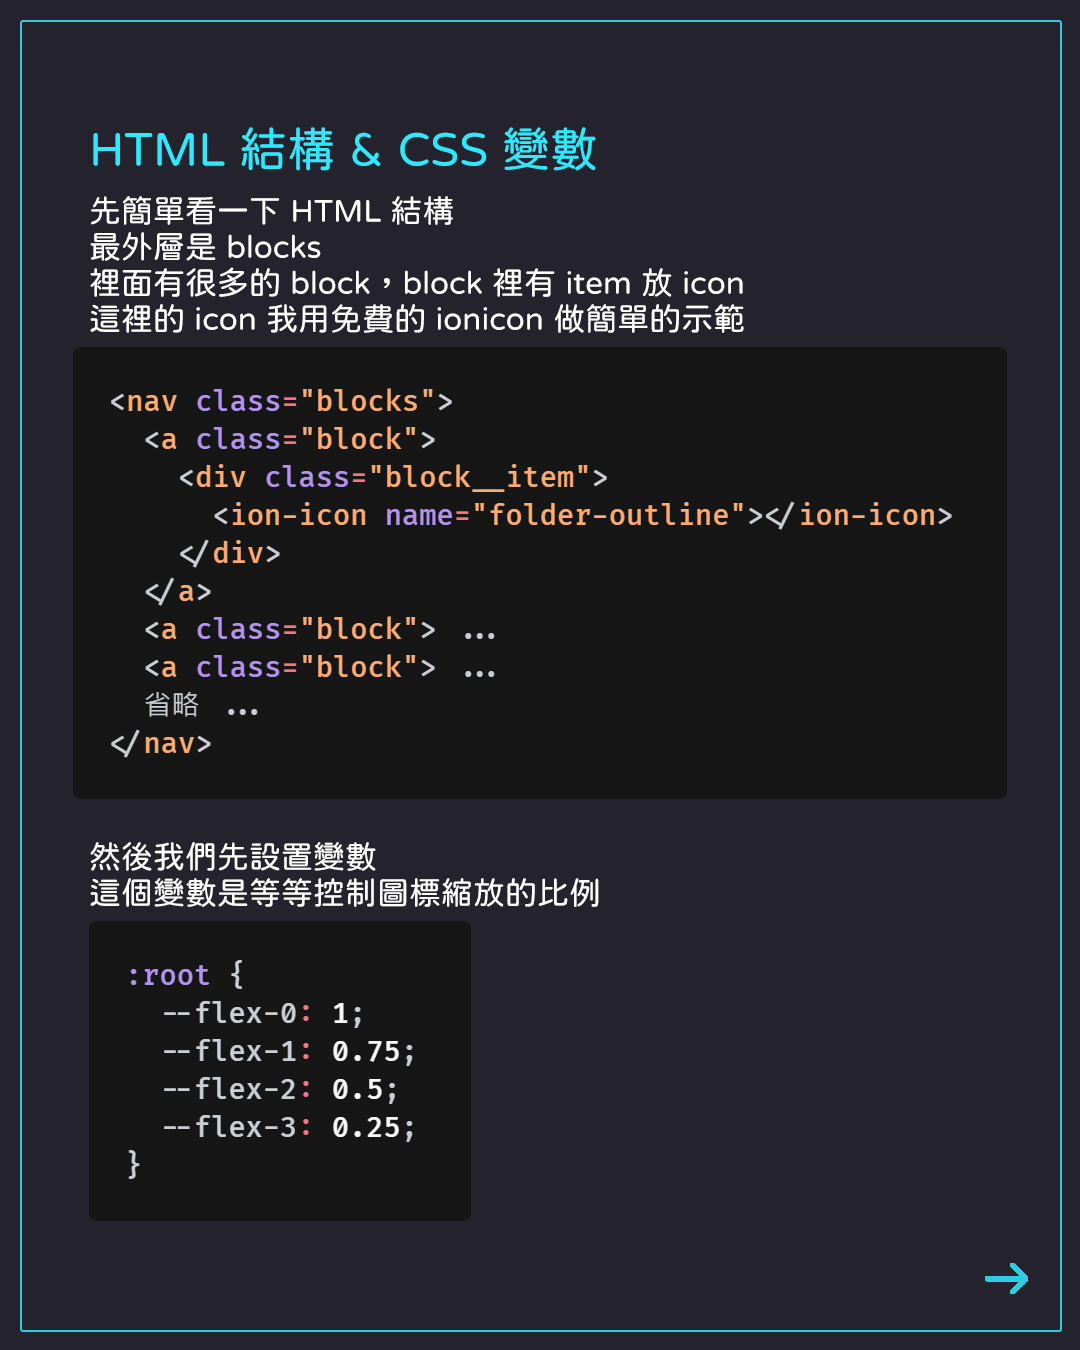 HTML 結構 & CSS 變數
先簡單看一下 HTML 結構
最外層是 blocks
裡面有很多的 block，block 裡有 item 放 icon
這裡的 icon 我用免費的 ionicon 做簡單的示範
<nav class="blocks">
  <a class="block">
    <div class="block__item">
      <ion-icon name="folder-outline"></ion-icon>
    </div>
  </a>
  <a class="block"> ...
  <a class="block"> ...
  省略 ...
</nav>
然後我們先設置變數
這個變數是等等控制圖標縮放的比例
:root {
  --flex-0: 1;
  --flex-1: 0.75;
  --flex-2: 0.5;
  --flex-3: 0.25;
}